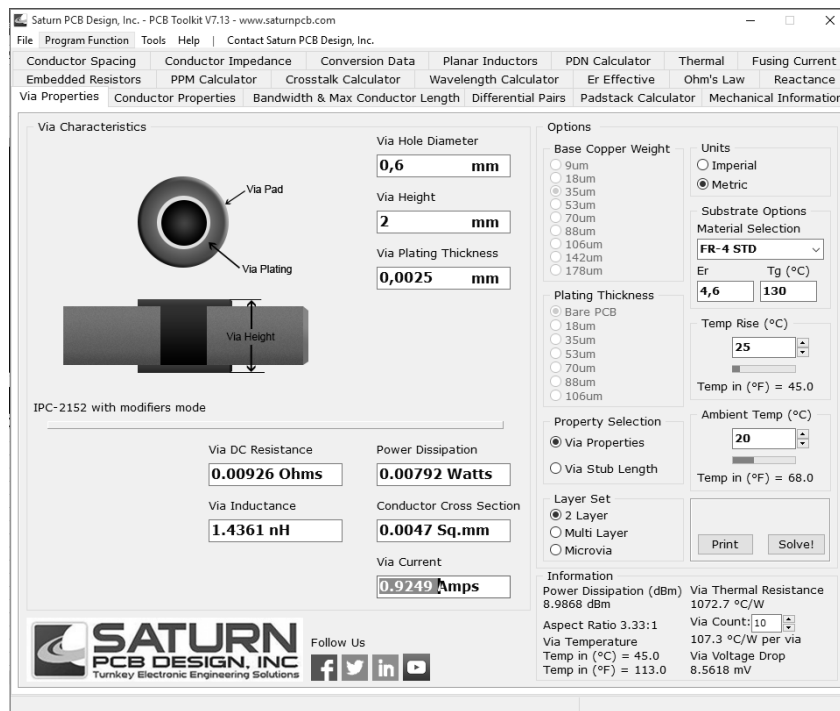 Saturn PCB Design, Inc. - PCB Toolkit V7.13 - www.saturnpcb.com
File Program Function Tools Help | Contact Saturn PCB Design, Inc.
Conductor Spacing Conductor Impedance Conversion Data Planar Inductors PDN Calculator Thermal Fusing Current
Embedded Resistors PPM Calculator Crosstalk Calculator Wavelength Calculator Er Effective Ohm's Law Reactance
Via Properties Conductor Properties Bandwidth & Max Conductor Length Differential Pairs Padstack Calculator Mechanical Information
Via Characteristics
Via Pad
Via Plating
Via Height
Via Hole Diameter
0,6 mm
Via Height
2 mm
Via Plating Thickness
0,0025 mm
IPC-2152 with modifiers mode
Via DC Resistance
0.00926 Ohms
Power Dissipation
0.00792 Watts
Via Inductance
1.4361 nH
Conductor Cross Section
0.0047 Sq.mm
Via Current
0.9249 Amps
SATURN
PCB DESIGN, INC
Turnkey Electronic Engineering Solutions
Follow Us
f
in
Options
Base Copper Weight
9um
18um
35um
53um
70um
88um
106um
142um
178um
Plating Thickness
Bare PCB
18um
35um
53um
70um
88um
106um
Property Selection
Via Properties
Via Stub Length
Layer Set
2 Layer
Multi Layer
Microvia
Units
Imperial
Metric
Substrate Options
Material Selection
FR-4 STD
Er Tg (°C)
4,6 130
Temp Rise (°C)
25
Temp in (°F) = 45.0
Ambient Temp (°C)
20
Temp in (°F) = 68.0
Print Solve!
Information
Power Dissipation (dBm)
8.9868 dBm
Aspect Ratio 3.33:1
Via Temperature
Temp in (°C) = 45.0
Temp in (°F) = 113.0
Via Thermal Resistance
1072.7 °C/W
Via Count: 10
107.3 °C/W per via
Via Voltage Drop
8.5618 mV